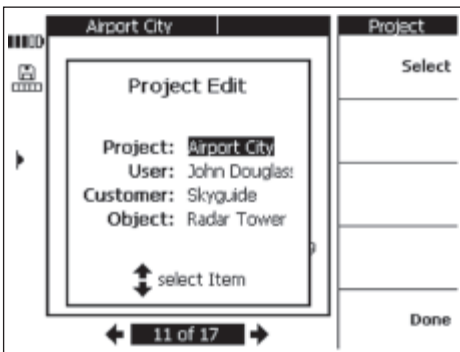 Airport City
Project
Select
Project Edit
Project: Airport City
User: John Douglas
Customer: Skyguide
Object: Radar Tower
select Item
11 of 17
Done